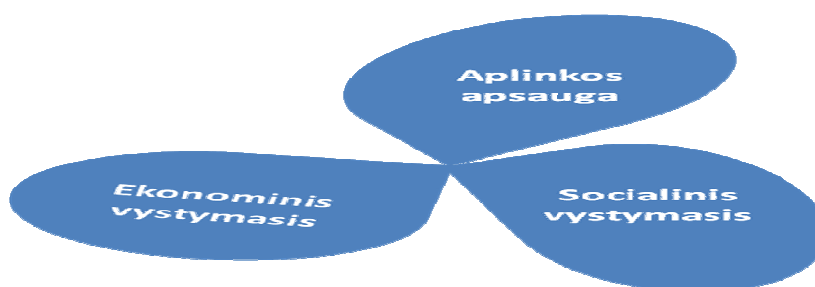 Aplinkos
apsauga
Ekonominis
vystymasis
Socialinis
vystymasis